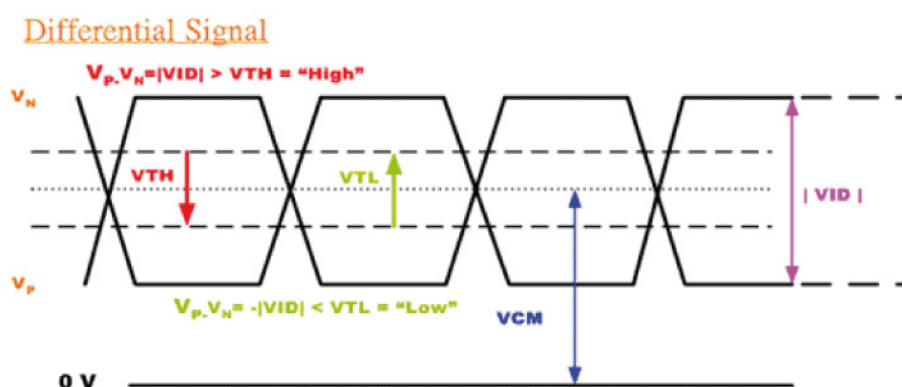 Differential Signal
VP-VN=|VID| > VTH = “High”
VN
VTH
VTL
| VID |
VP
VP-VN= -|VID| < VTL = “Low”
VCM
0 V